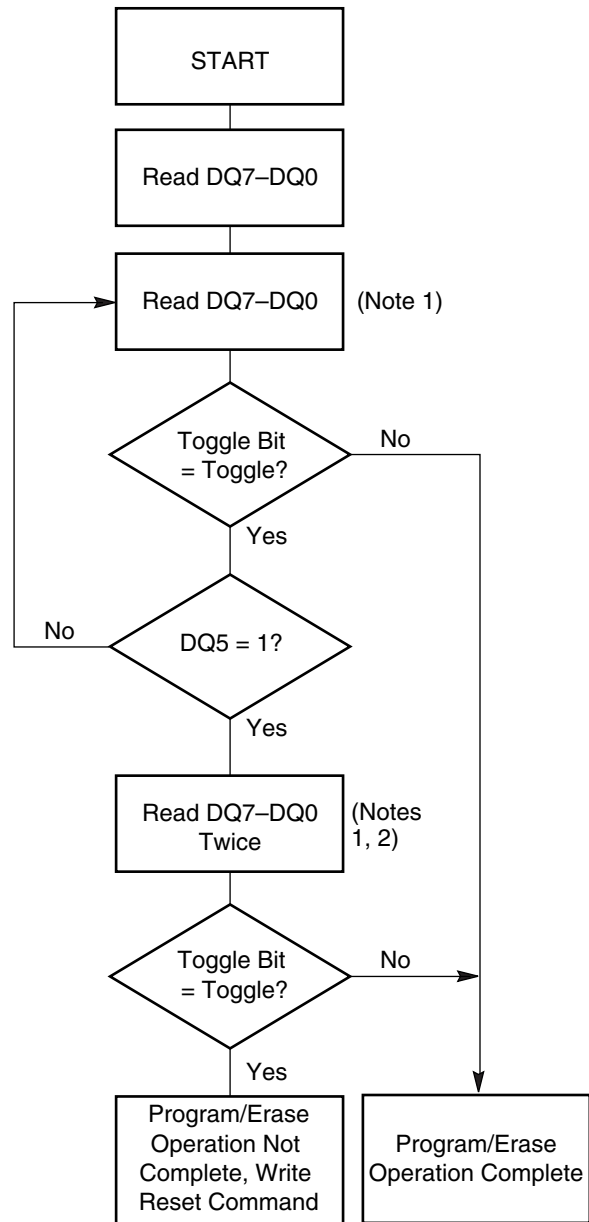 START
Read DQ7–DQ0
Read DQ7–DQ0
(Note 1)
Toggle Bit
= Toggle?
No
Yes
DQ5 = 1?
No
Yes
Read DQ7–DQ0
Twice
(Notes
1, 2)
Toggle Bit
= Toggle?
No
Yes
Program/Erase
Operation Not
Complete, Write
Reset Command
Program/Erase
Operation Complete